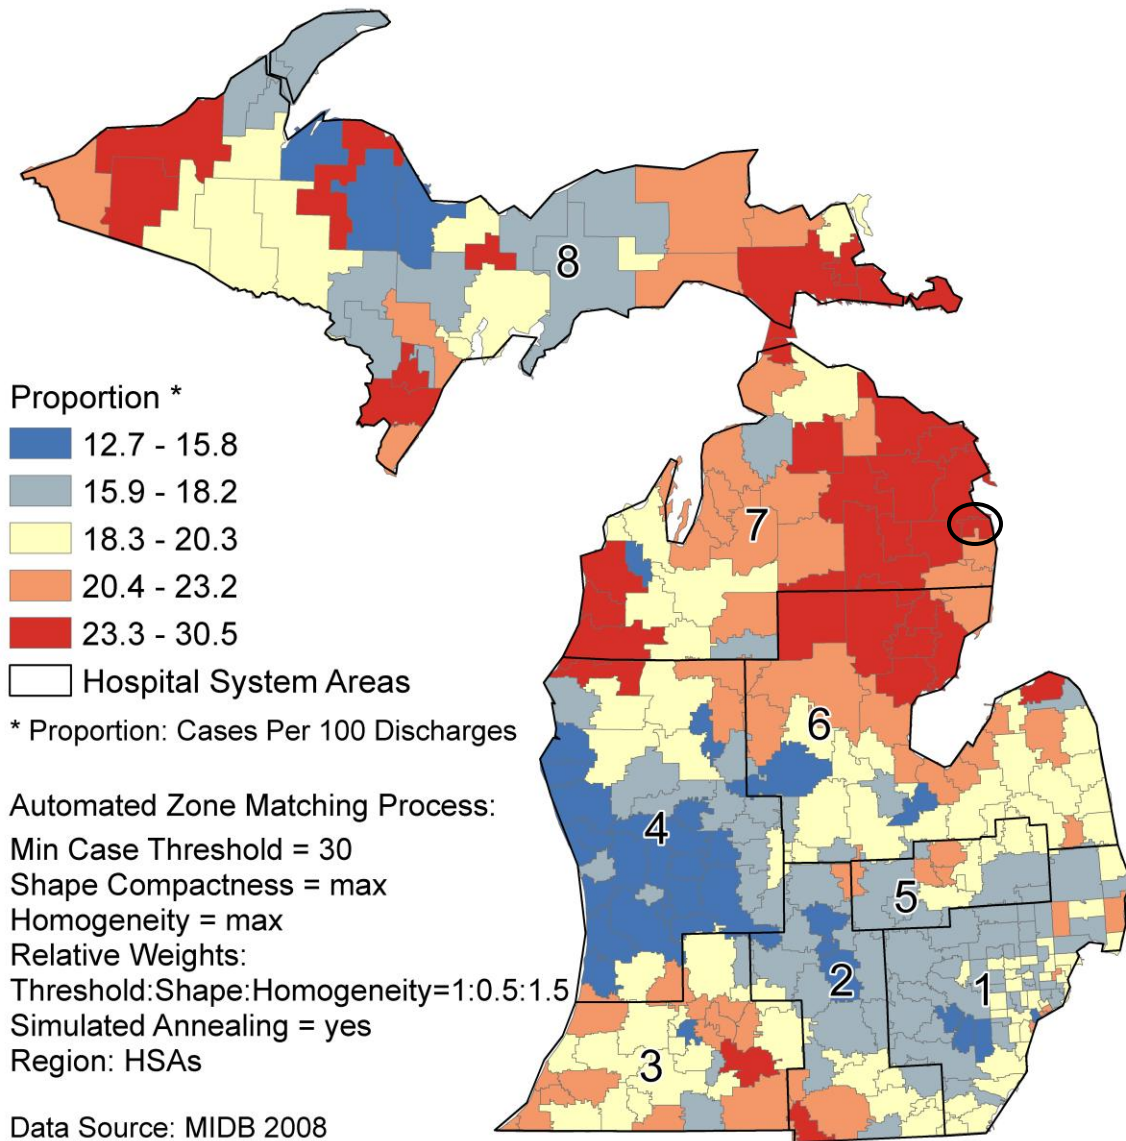 8
Proportion *
12.7 - 15.8
15.9 - 18.2
18.3 - 20.3
20.4 - 23.2
23.3 - 30.5
Hospital System Areas
* Proportion: Cases Per 100 Discharges
7
6
4
5
2
1
3
Automated Zone Matching Process:
Min Case Threshold = 30
Shape Compactness = max
Homogeneity = max
Relative Weights:
Threshold:Shape:Homogeneity=1:0.5:1.5
Simulated Annealing = yes
Region: HSAs
Data Source: MIDB 2008